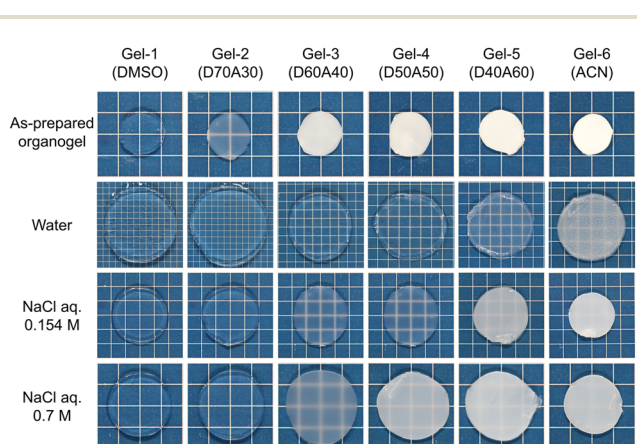 Gel-1 Gel-2 Gel-3 Gel-4 Gel-5 Gel-6
(DMSO) (D70A30) (D60A40) (D50A50) (D40A60) (ACN)
As-prepared
organogel
Water
NaCl aq.
0.154 M
NaCl aq.
0.7 M